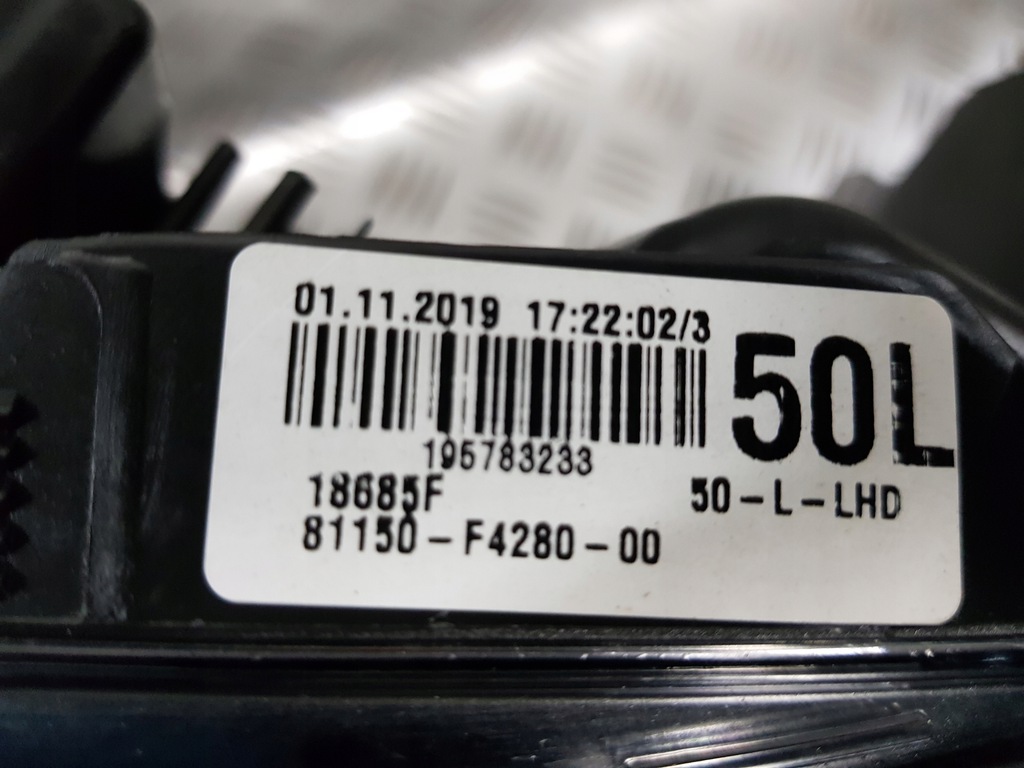 01.11.2019 17:22:02/3
50L
195783233
18685F 50-L-LHD
81150-F4280-00